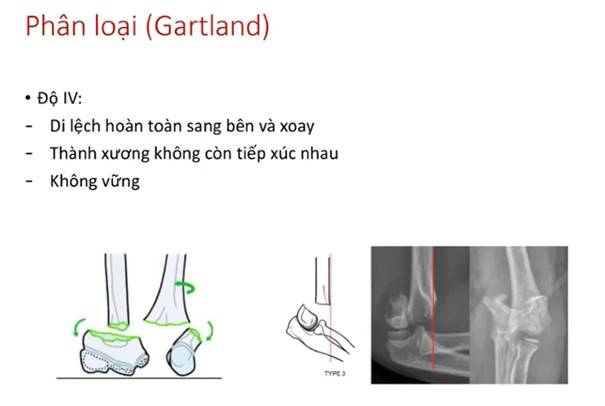 Phân loại (Gartland)
• Độ IV:
- Di lệch hoàn toàn sang bên và xoay
- Thành xương không còn tiếp xúc nhau
- Không vững
TYPE 3